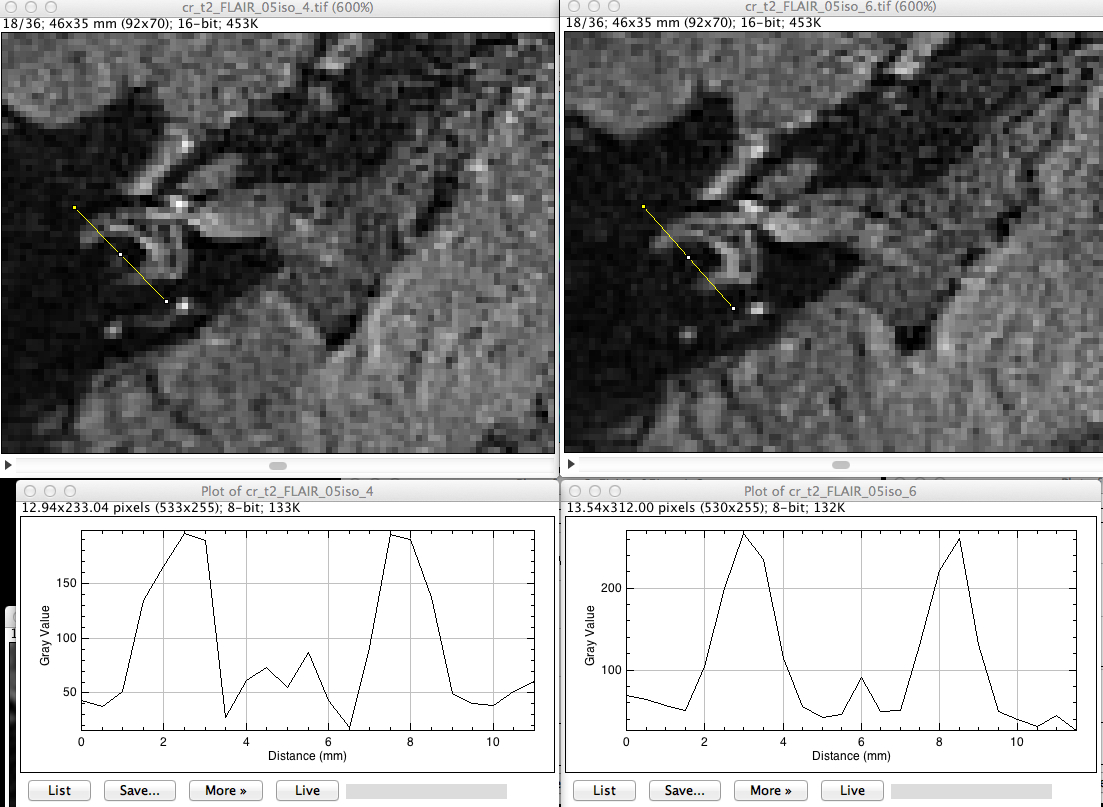 cr_t2_FLAIR_05iso_4.tif (600%)
18/36; 46x35 mm (92x70); 16-bit; 453K
cr_t2_FLAIR_05iso_6.tif (600%)
18/36; 46x35 mm (92x70); 16-bit; 453K
Plot of cr_t2_FLAIR_05iso_4
12.94x233.04 pixels (533x255); 8-bit; 133K
150
100
50
Gray Value
0 2 4 6 8 10
Distance (mm)
List Save... More » Live
Plot of cr_t2_FLAIR_05iso_6
13.54x312.00 pixels (530x255); 8-bit; 132K
200
100
Gray Value
0 2 4 6 8 10
Distance (mm)
List Save... More » Live